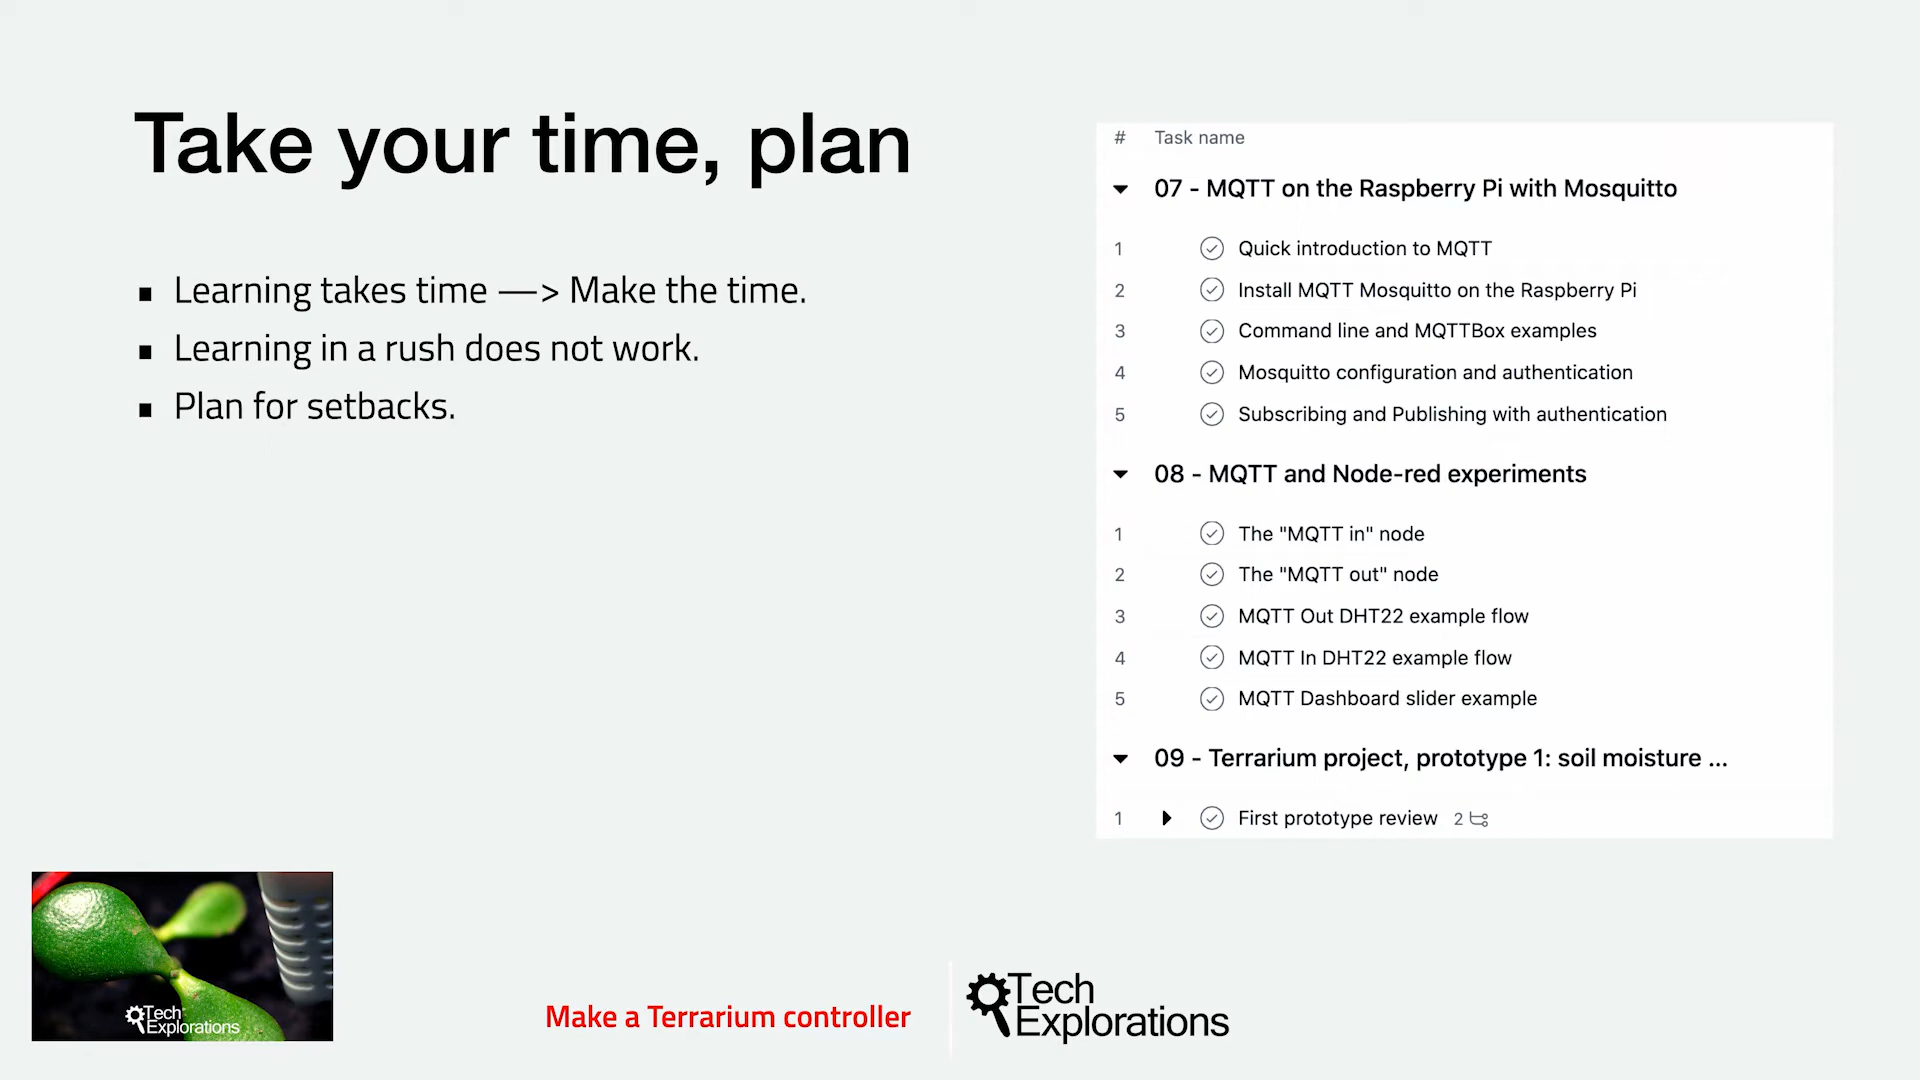 Take your time, plan
▪ Learning takes time —> Make the time.
▪ Learning in a rush does not work.
▪ Plan for setbacks.
# Task name
07 - MQTT on the Raspberry Pi with Mosquitto
1 Quick introduction to MQTT
2 Install MQTT Mosquitto on the Raspberry Pi
3 Command line and MQTTBox examples
4 Mosquitto configuration and authentication
5 Subscribing and Publishing with authentication
08 - MQTT and Node-red experiments
1 The "MQTT in" node
2 The "MQTT out" node
3 MQTT Out DHT22 example flow
4 MQTT In DHT22 example flow
5 MQTT Dashboard slider example
09 - Terrarium project, prototype 1: soil moisture ...
1 First prototype review 2
Tech
Explorations
Make a Terrarium controller
Tech
Explorations